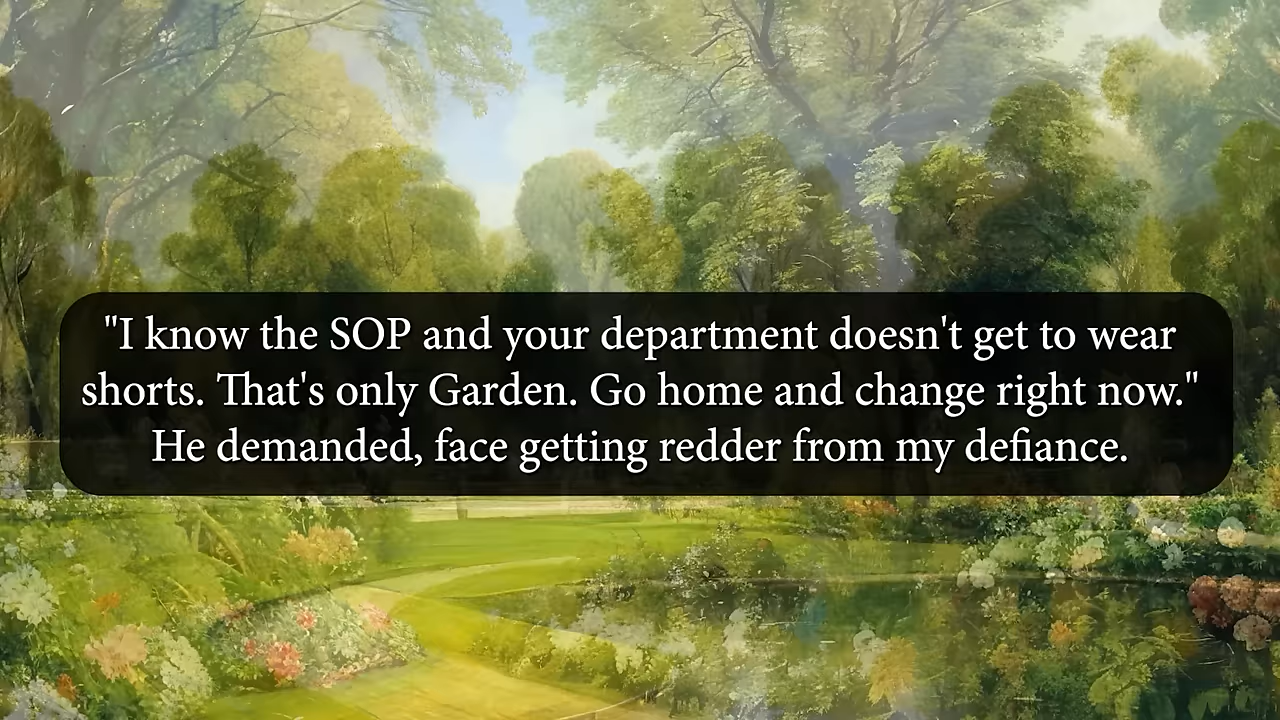 "I know the SOP and your department doesn't get to wear
shorts. That's only Garden. Go home and change right now."
He demanded, face getting redder from my defiance.